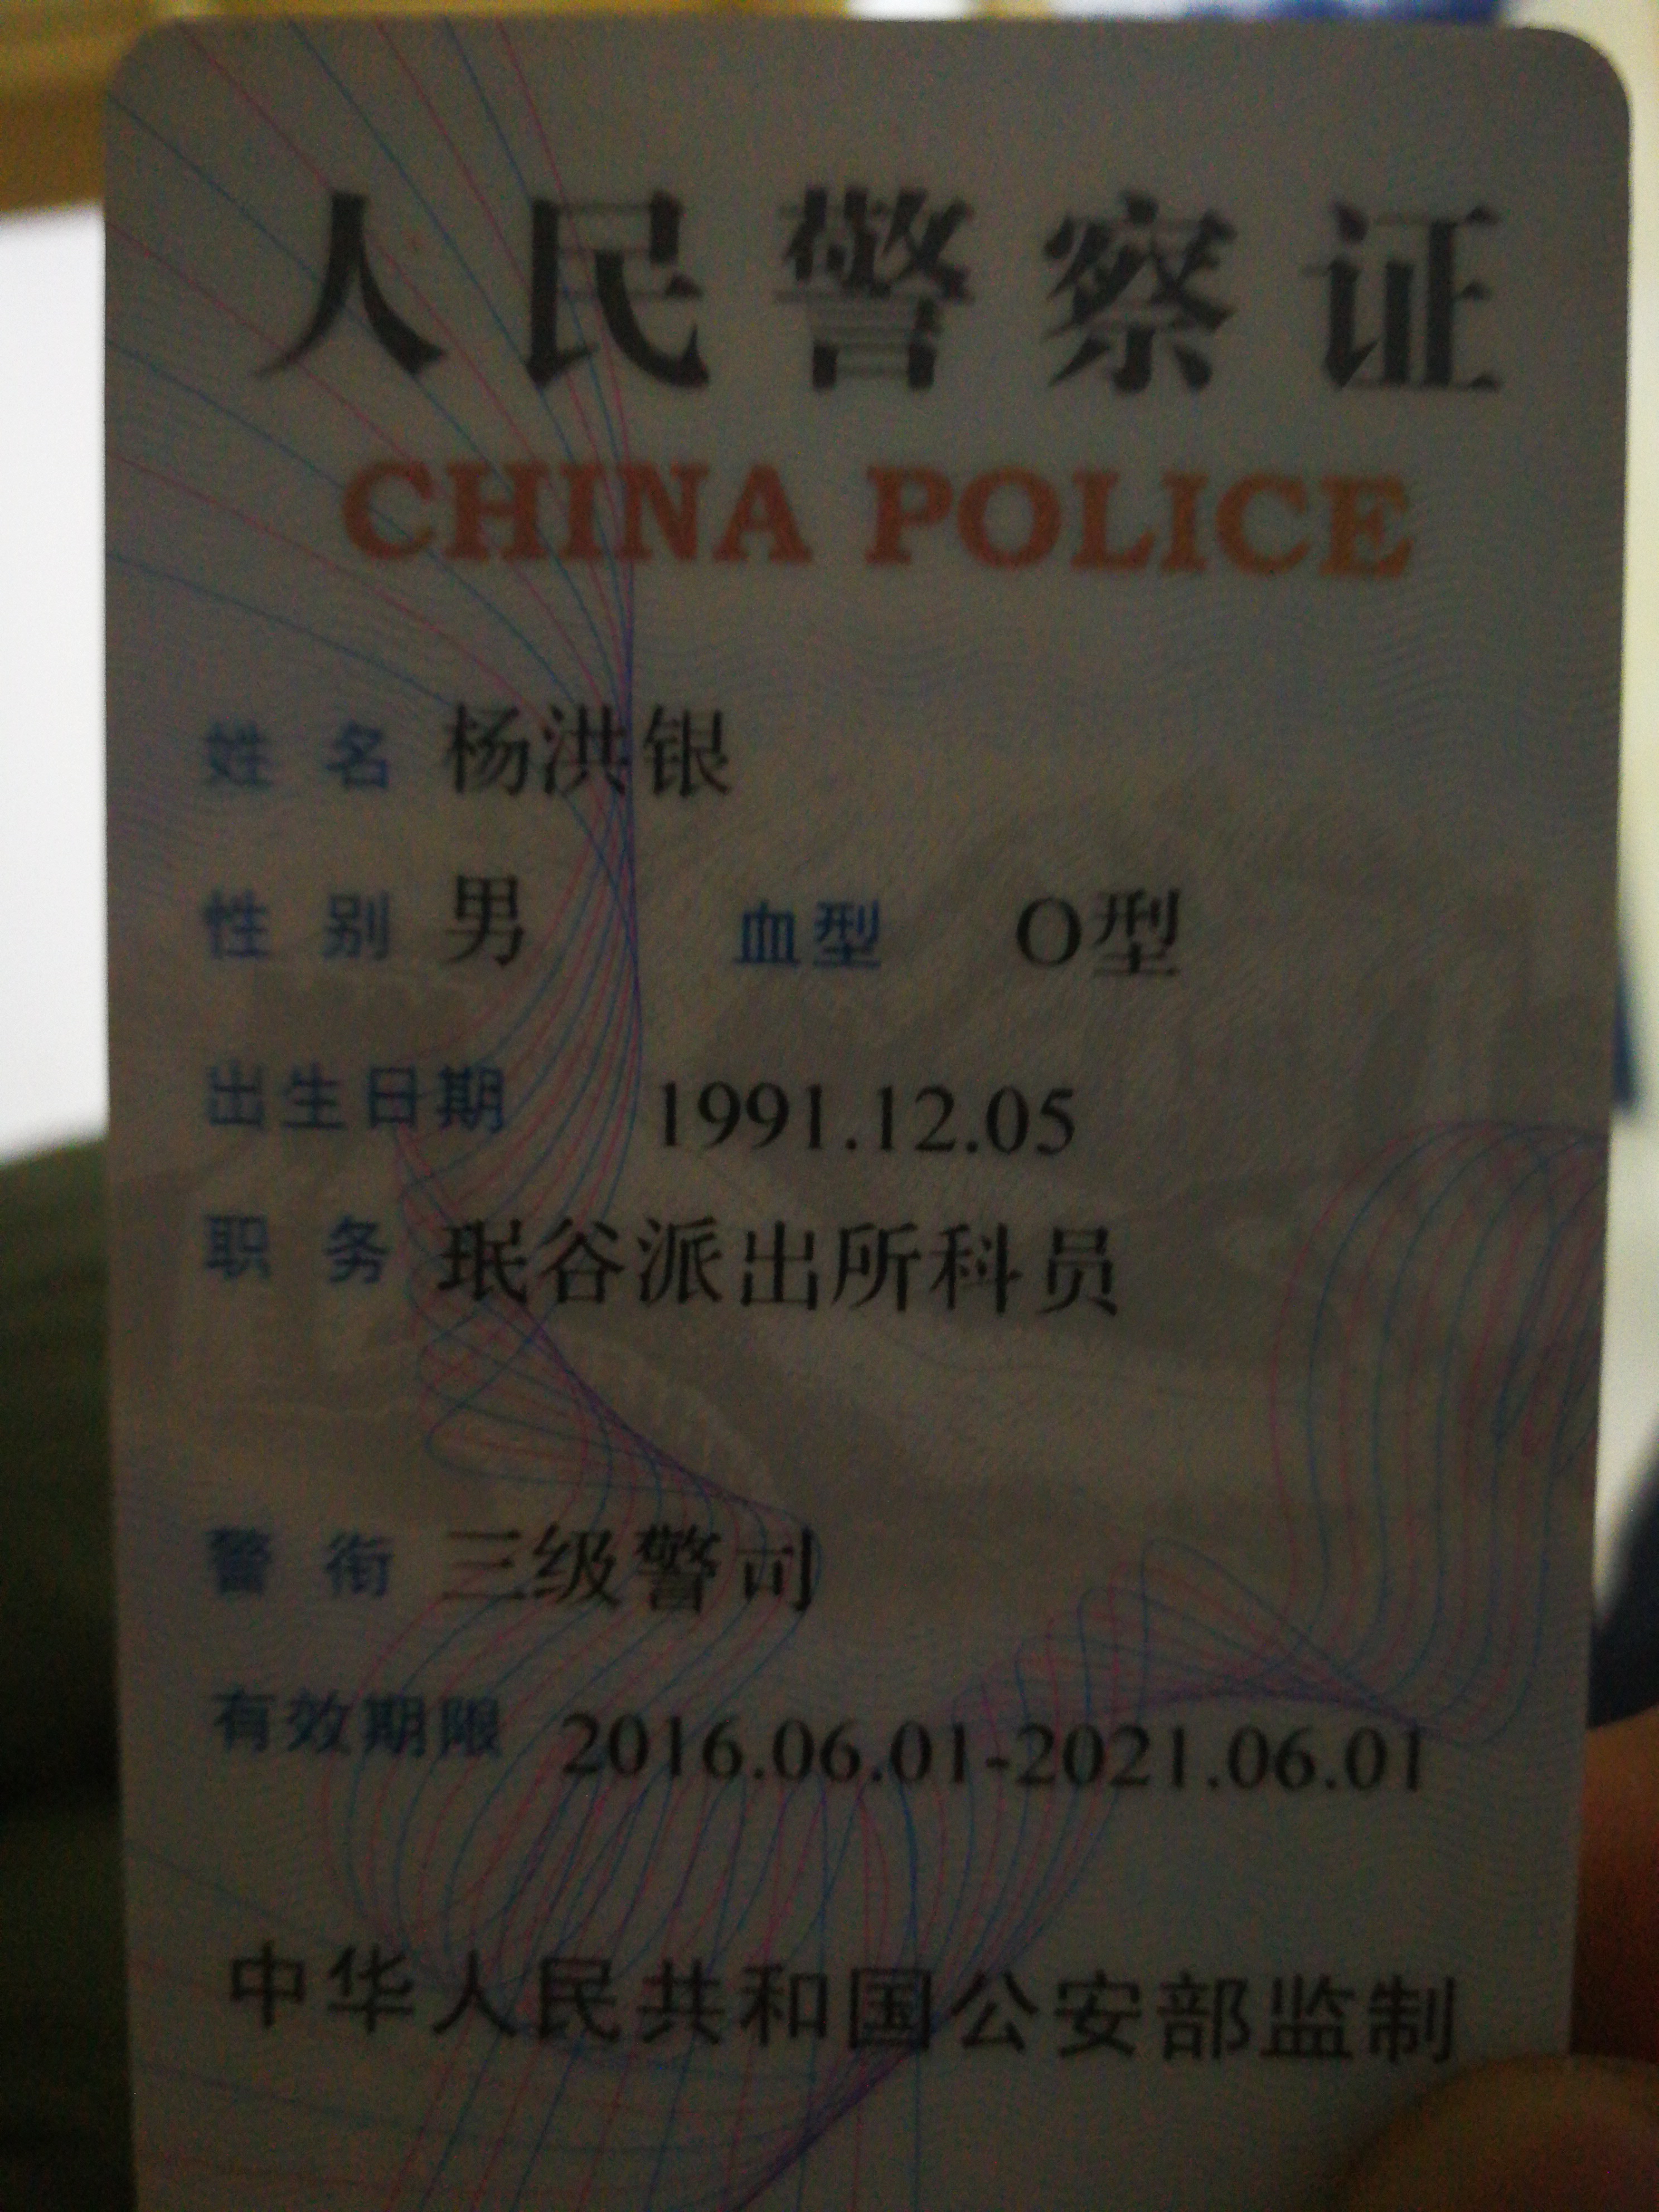 人民警察证
CHINA POLICE
姓名 杨洪银
性别 男 血型 O型
出生日期 1991.12.05
职务 珉谷派出所科员
警衔 三级警司
有效期限 2016.06.01-2021.06.01
中华人民共和国公安部监制